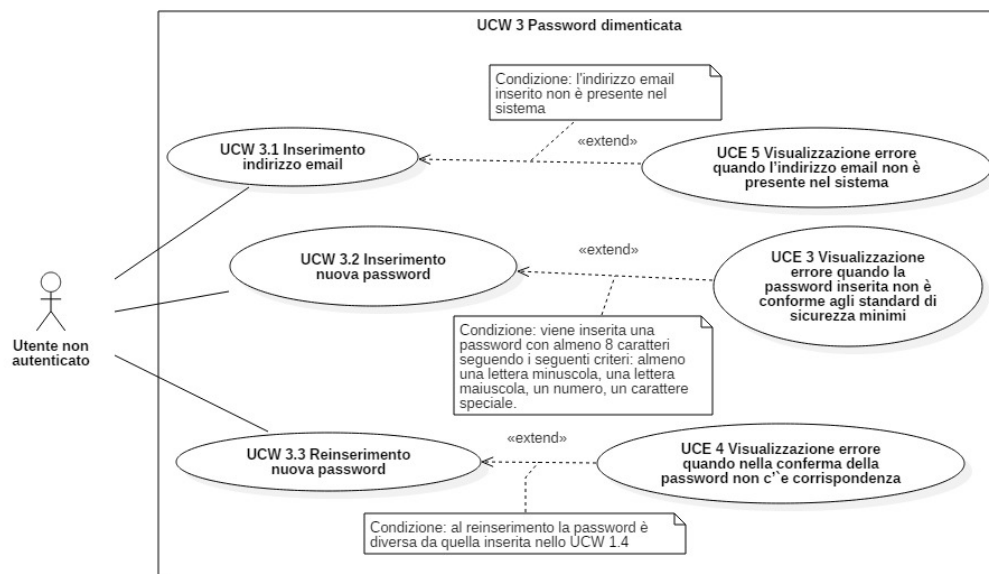 UCW 3 Password dimenticata
Condizione: l'indirizzo email
inserito non è presente nel
sistema
UCW 3.1 Inserimento
indirizzo email
«extend»
UCE 5 Visualizzazione errore
quando l'indirizzo email non è
presente nel sistema
UCW 3.2 Inserimento
nuova password
«extend»
UCE 3 Visualizzazione
errore quando la
password inserita non è
conforme agli standard di
sicurezza minimi
Utente non
autenticato
Condizione: viene inserita una
password con almeno 8 caratteri
seguendo i seguenti criteri: almeno
una lettera minuscola, una lettera
maiuscola, un numero, un carattere
speciale.
UCW 3.3 Reinserimento
nuova password
«extend»
UCE 4 Visualizzazione errore
quando nella conferma della
password non c'`e corrispondenza
Condizione: al reinserimento la password è
diversa da quella inserita nello UCW 1.4